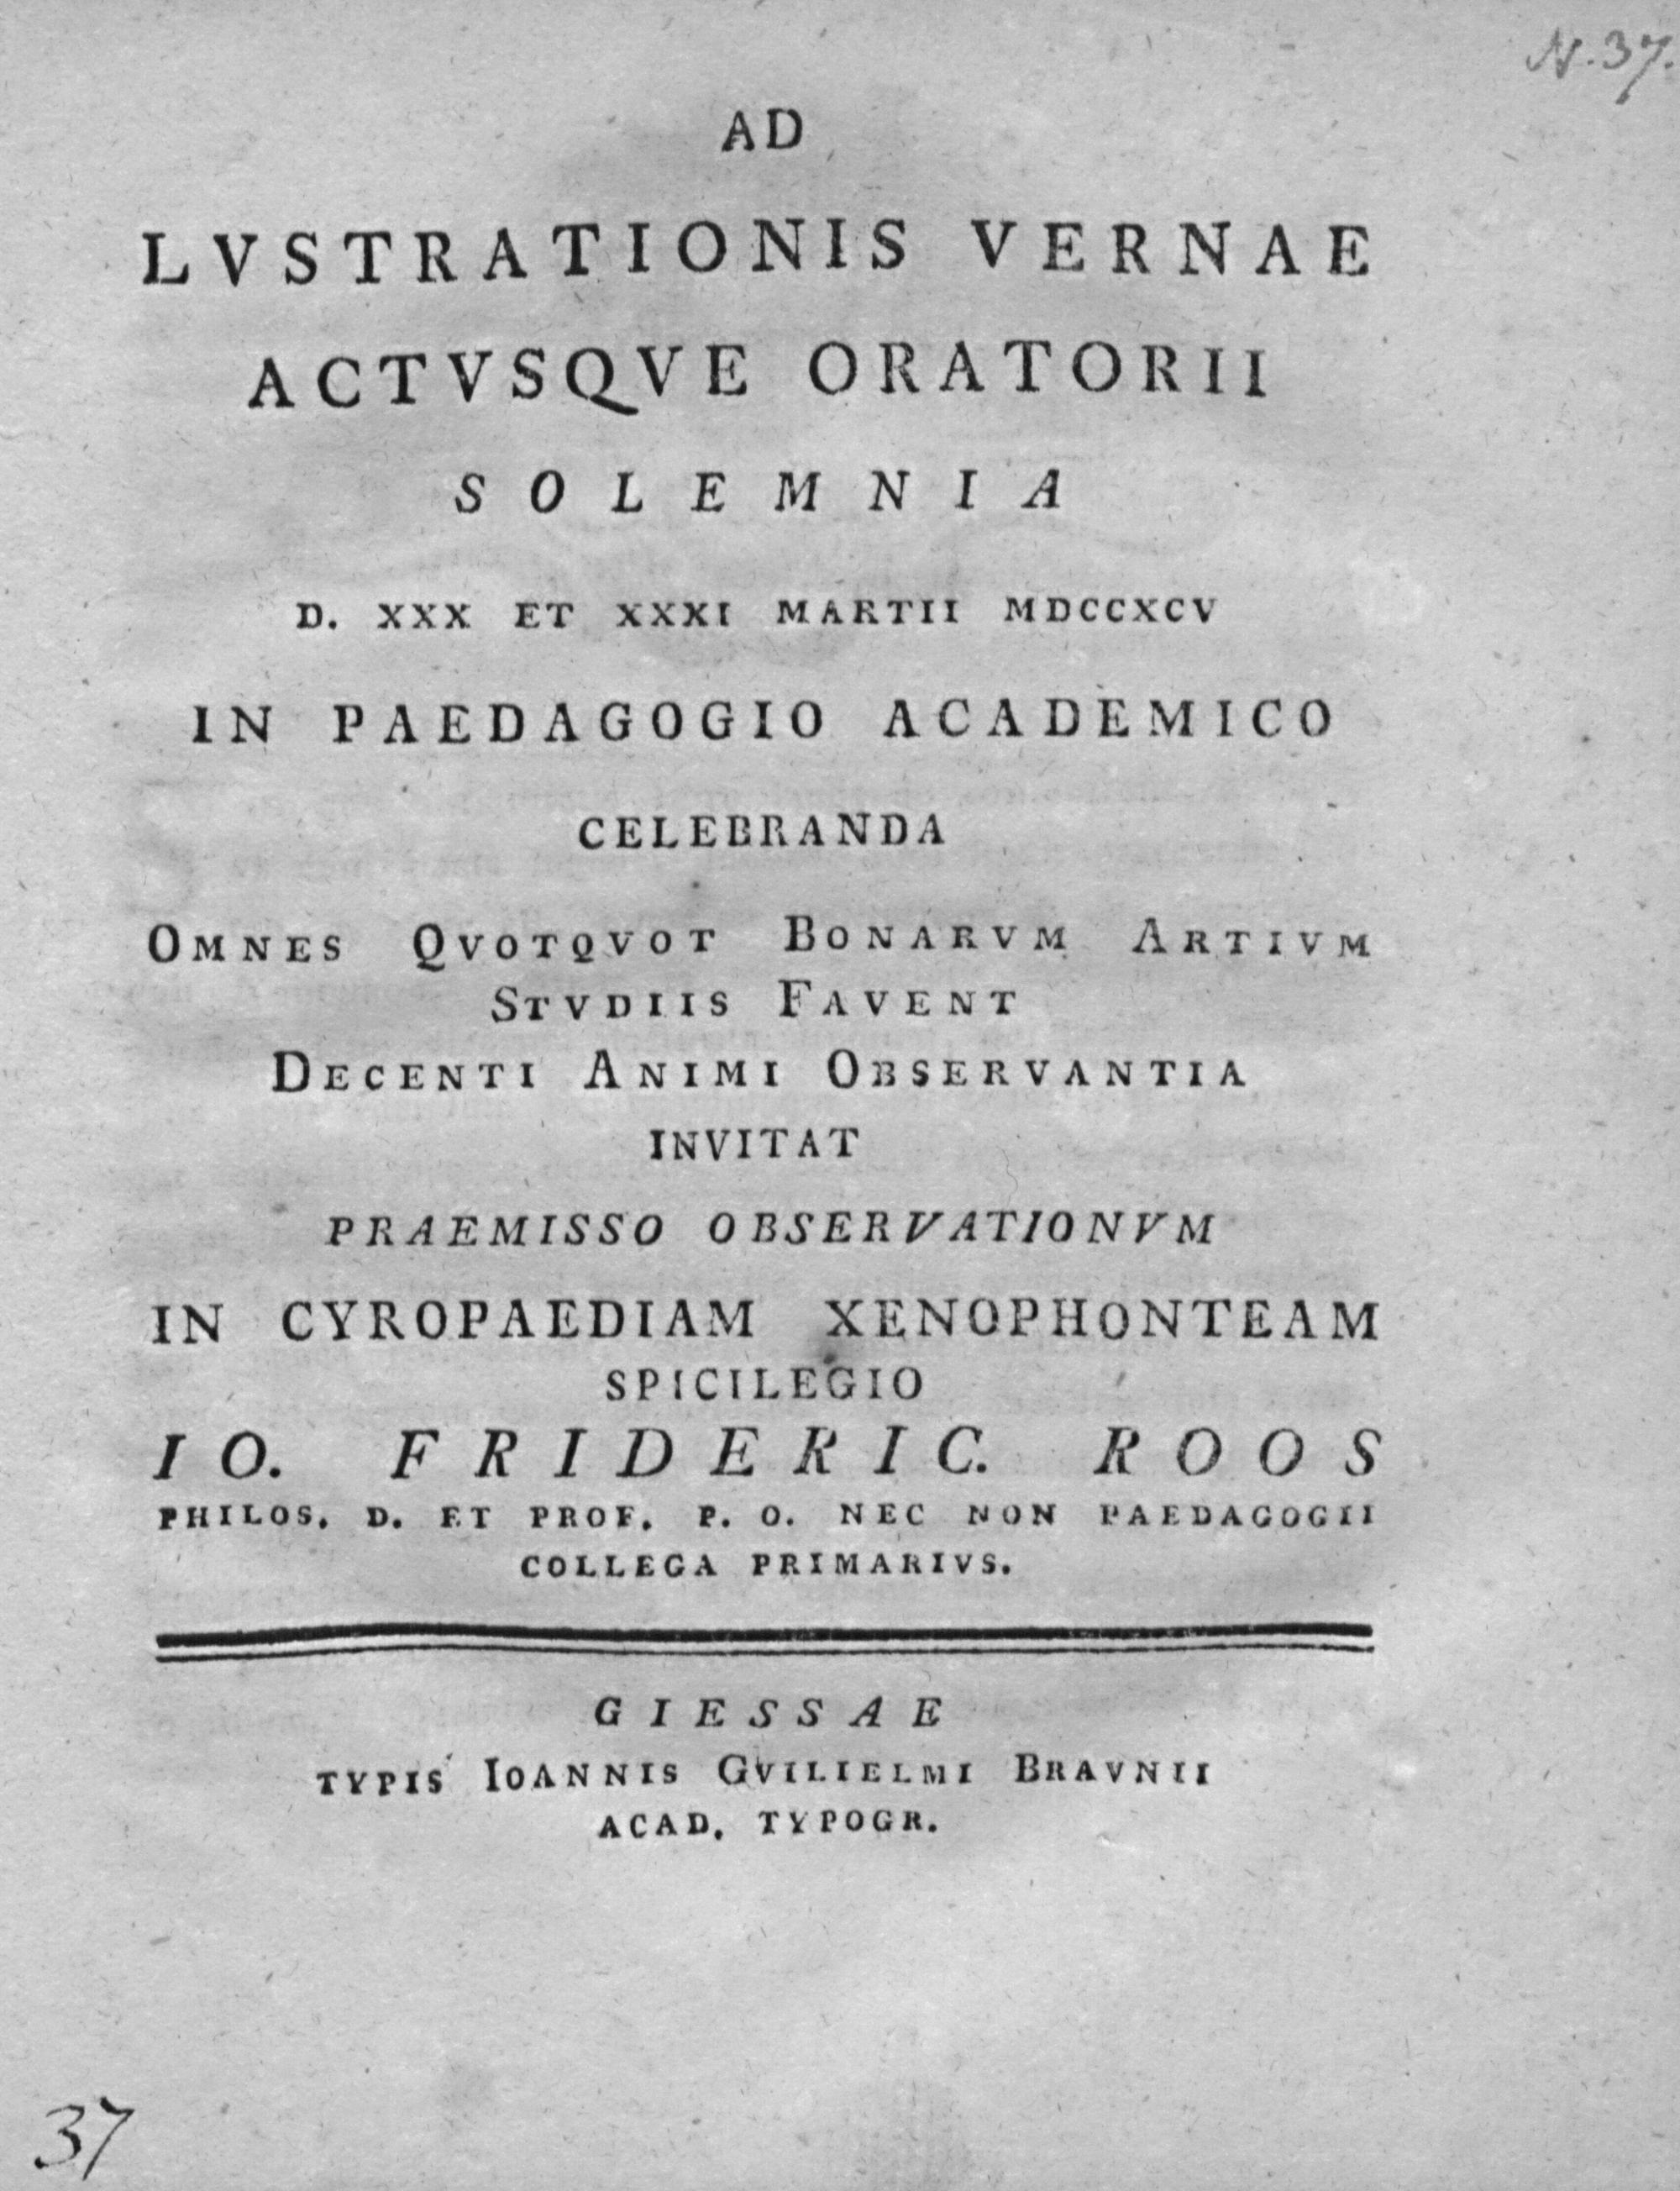 N. 37.
AD
LVSTRATIONIS VERNAE
ACTVSQVE ORATORII
SOLEMNIA
D. XXX ET XXXI MARTII MDCCXCV
IN PAEDAGOGIO ACADEMICO
CELEBRANDA
OMNES QVOTQVOT BONARVM ARTIVM
STVDIIS FAVENT
DECENTI ANIMI OBSERVANTIA
INVITAT
PRAEMISSO OBSERVATIONVM
IN CYROPAEDIAM XENOPHONTEAM
SPICILEGIO
IO. FRIDERIC. ROOS
PHILOS. D. ET PROF. P. O. NEC NON PAEDAGOGII
COLLEGA PRIMARIVS.
GIESSAE
TYPIS IOANNIS GVILIELMI BRAVNII
ACAD. TYPOGR.
37